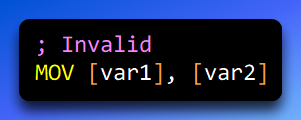 ; Invalid
MOV [var1], [var2]